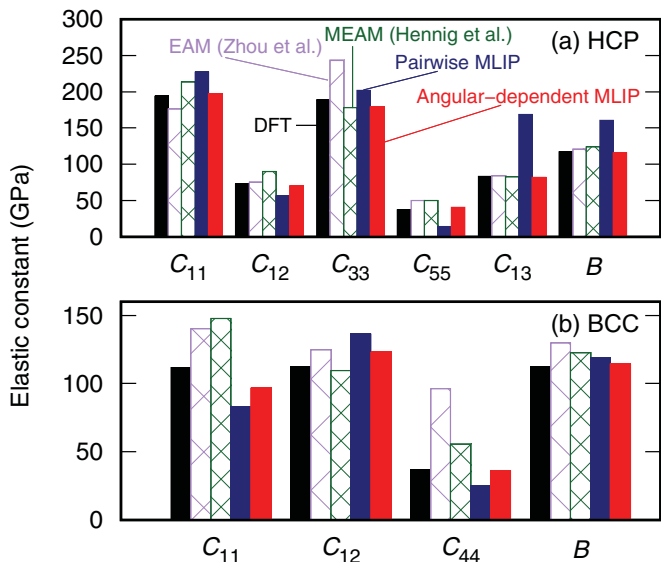 300
250
200
150
100
50
0
EAM (Zhou et al.)
MEAM (Hennig et al.)
(a) HCP
Pairwise MLIP
Angular−dependent MLIP
DFT
C11 C12 C33 C55 C13 B
Elastic constant (GPa)
150
100
50
0
(b) BCC
C11 C12 C44 B